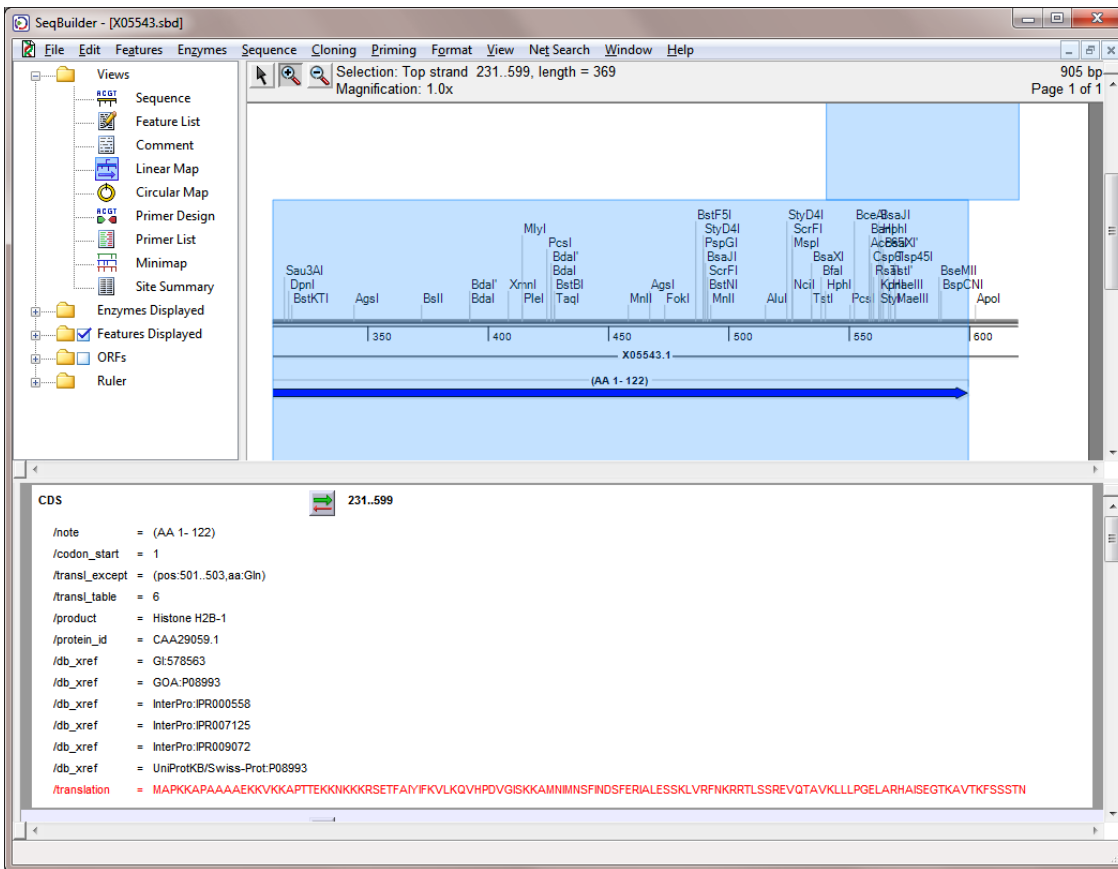 SeqBuilder - [X05543.sbd]
File Edit Features Enzymes Sequence Cloning Priming Format View Net Search Window Help
Views
Sequence
Feature List
Comment
Linear Map
Circular Map
Primer Design
Primer List
Minimap
Site Summary
Enzymes Displayed
Features Displayed
ORFs
Ruler
Selection: Top strand 231..599, length = 369
905 bp
Magnification: 1.0x
Page 1 of 1
BstF5I StyD4I BsaJI
MlyI StyD4I ScrFI HphI
PcsI PspGI MspI
BdaI' BsaJI BsaXI Tsp45I
Sau3AI BdaI ScrFI BfaI BseMII
DpnI BdaI' XmnI BstBI AgsI BstNI NciI HphI HaeIII BspCNI
BstKTI AgsI BslI BdaI PleI TaqI MnlI FokI MnlI AluI TstI PcsI MaeIII ApoI
350 400 450 500 550 600
X05543.1
(AA 1- 122)
CDS 231..599
/note = (AA 1- 122)
/codon_start = 1
/transl_except = (pos:501..503,aa:Gln)
/transl_table = 6
/product = Histone H2B-1
/protein_id = CAA29059.1
/db_xref = GI:578563
/db_xref = GOA:P08993
/db_xref = InterPro:IPR000558
/db_xref = InterPro:IPR007125
/db_xref = InterPro:IPR009072
/db_xref = UniProtKB/Swiss-Prot:P08993
/translation = MAPKKAPAAAAEKKVKKAPTTEKKNKKKRSETFAIYIFKVLKQVHPDVGISKKAMNIMNSFINDSFERIALESSKLVRFNKRRTLSSREVQTAVKLLLPGELARHAISEGTKAVTKFSSSTN